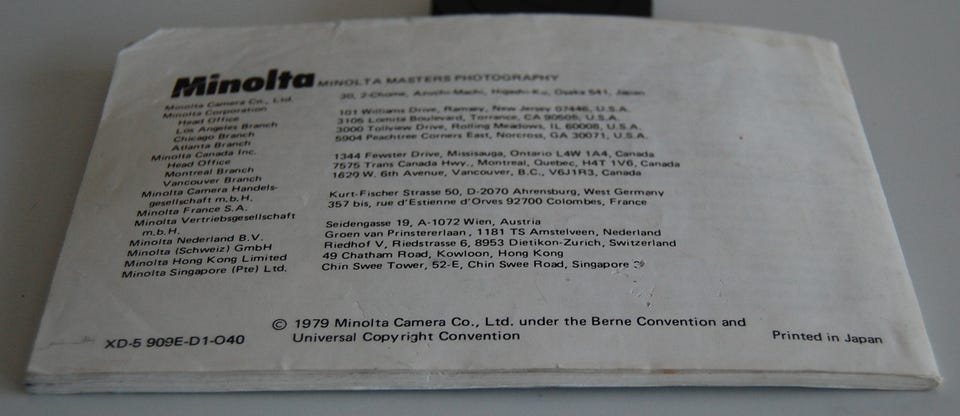 Minolta MINOLTA MASTERS PHOTOGRAPHY
Minolta Camera Co., Ltd. 30, 2-Chome, Azuchi-Machi, Higashi-Ku, Osaka 541, Japan
Minolta Corporation
Head Office 101 Williams Drive, Ramsey, New Jersey 07446, U.S.A.
Los Angeles Branch 3105 Lomita Boulevard, Torrance, CA 90505, U.S.A.
Chicago Branch 3000 Tollview Drive, Rolling Meadows, IL 60008, U.S.A.
Atlanta Branch 5904 Peachtree Corners East, Norcross, GA 30071, U.S.A.
Minolta Canada Inc.
Head Office 1344 Fewster Drive, Missisauga, Ontario L4W 1A4, Canada
Montreal Branch 7575 Trans Canada Hwy., Montreal, Quebec, H4T 1V6, Canada
Vancouver Branch 1620 W. 6th Avenue, Vancouver, B.C., V6J1R3, Canada
Minolta Camera Handels-
gesellschaft m.b.H. Kurt-Fischer Strasse 50, D-2070 Ahrensburg, West Germany
Minolta France S.A. 357 bis, rue d'Estienne d'Orves 92700 Colombes, France
Minolta Vertriebsgesellschaft
m.b.H. Seidengasse 19, A-1072 Wien, Austria
Minolta Nederland B.V. Groen van Prinstererlaan, 1181 TS Amstelveen, Nederland
Minolta (Schweiz) GmbH Riedhof V, Riedstrasse 6, 8953 Dietikon-Zurich, Switzerland
Minolta Hong Kong Limited 49 Chatham Road, Kowloon, Hong Kong
Minolta Singapore (Pte) Ltd. Chin Swee Tower, 52-E, Chin Swee Road, Singapore
© 1979 Minolta Camera Co., Ltd. under the Berne Convention and
Universal Copyright Convention
XD-5 909E-D1-O40
Printed in Japan